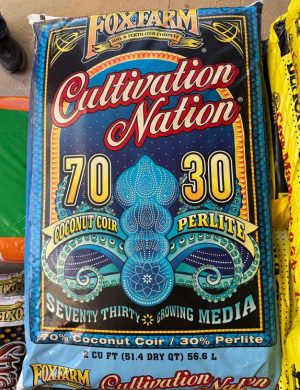 FOXFARM
SOIL & FERTILIZER COMPANY
Cultivation
Nation®
70 30
COCONUT COIR PERLITE
SEVENTY THIRTY GROWING MEDIA
70% Coconut Coir / 30% Perlite
2 CU FT (51.4 DRY QT) 56.6 L
FOXFARM Cultivation